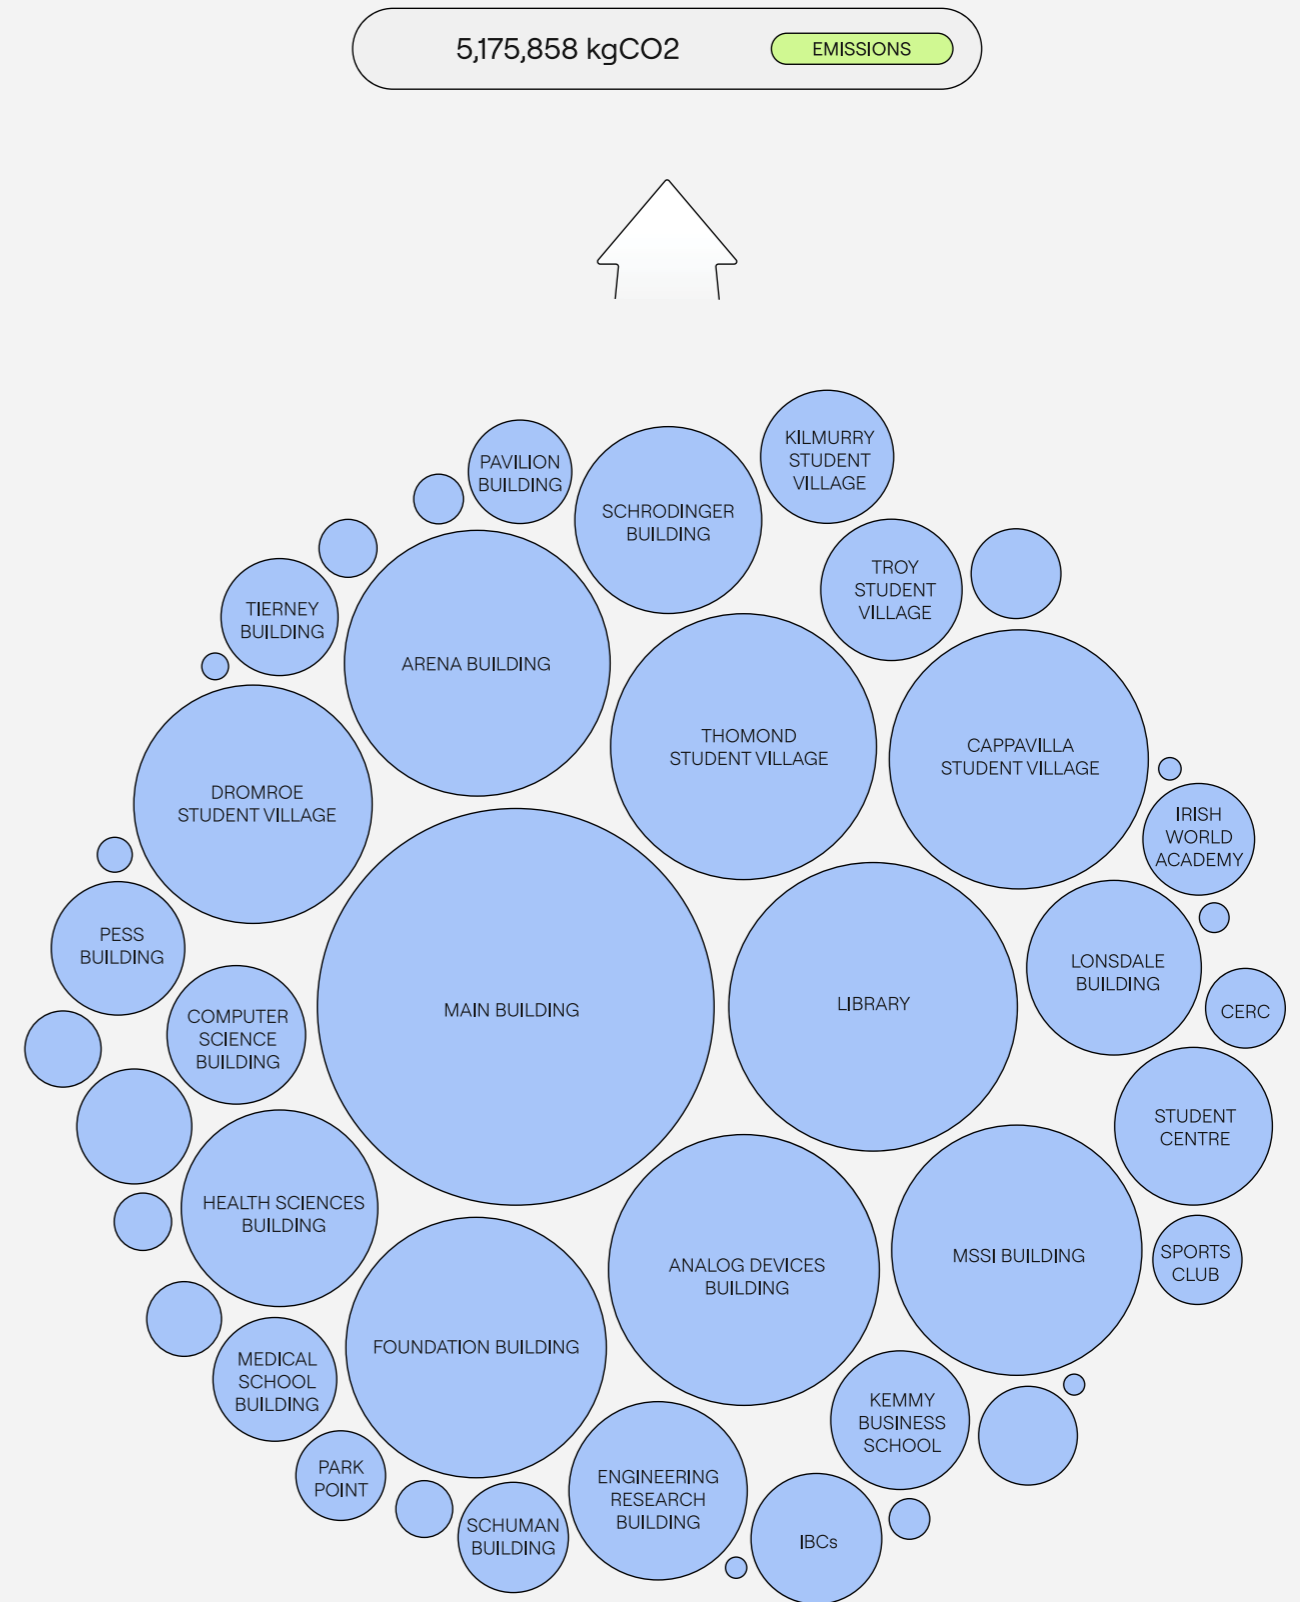 5,175,858 kgCO2
EMISSIONS
KILMURRY
STUDENT
VILLAGE
PAVILION
BUILDING
SCHRODINGER
BUILDING
TROY
STUDENT
VILLAGE
TIERNEY
BUILDING
ARENA BUILDING
THOMOND
STUDENT VILLAGE
CAPPAVILLA
STUDENT VILLAGE
DROMROE
STUDENT VILLAGE
IRISH
WORLD
ACADEMY
PESS
BUILDING
LONSDALE
BUILDING
COMPUTER
SCIENCE
BUILDING
MAIN BUILDING
LIBRARY
CERC
STUDENT
CENTRE
HEALTH SCIENCES
BUILDING
ANALOG DEVICES
BUILDING
MSSI BUILDING
SPORTS
CLUB
FOUNDATION BUILDING
MEDICAL
SCHOOL
BUILDING
KEMMY
BUSINESS
SCHOOL
PARK
POINT
ENGINEERING
RESEARCH
BUILDING
SCHUMAN
BUILDING
IBCs